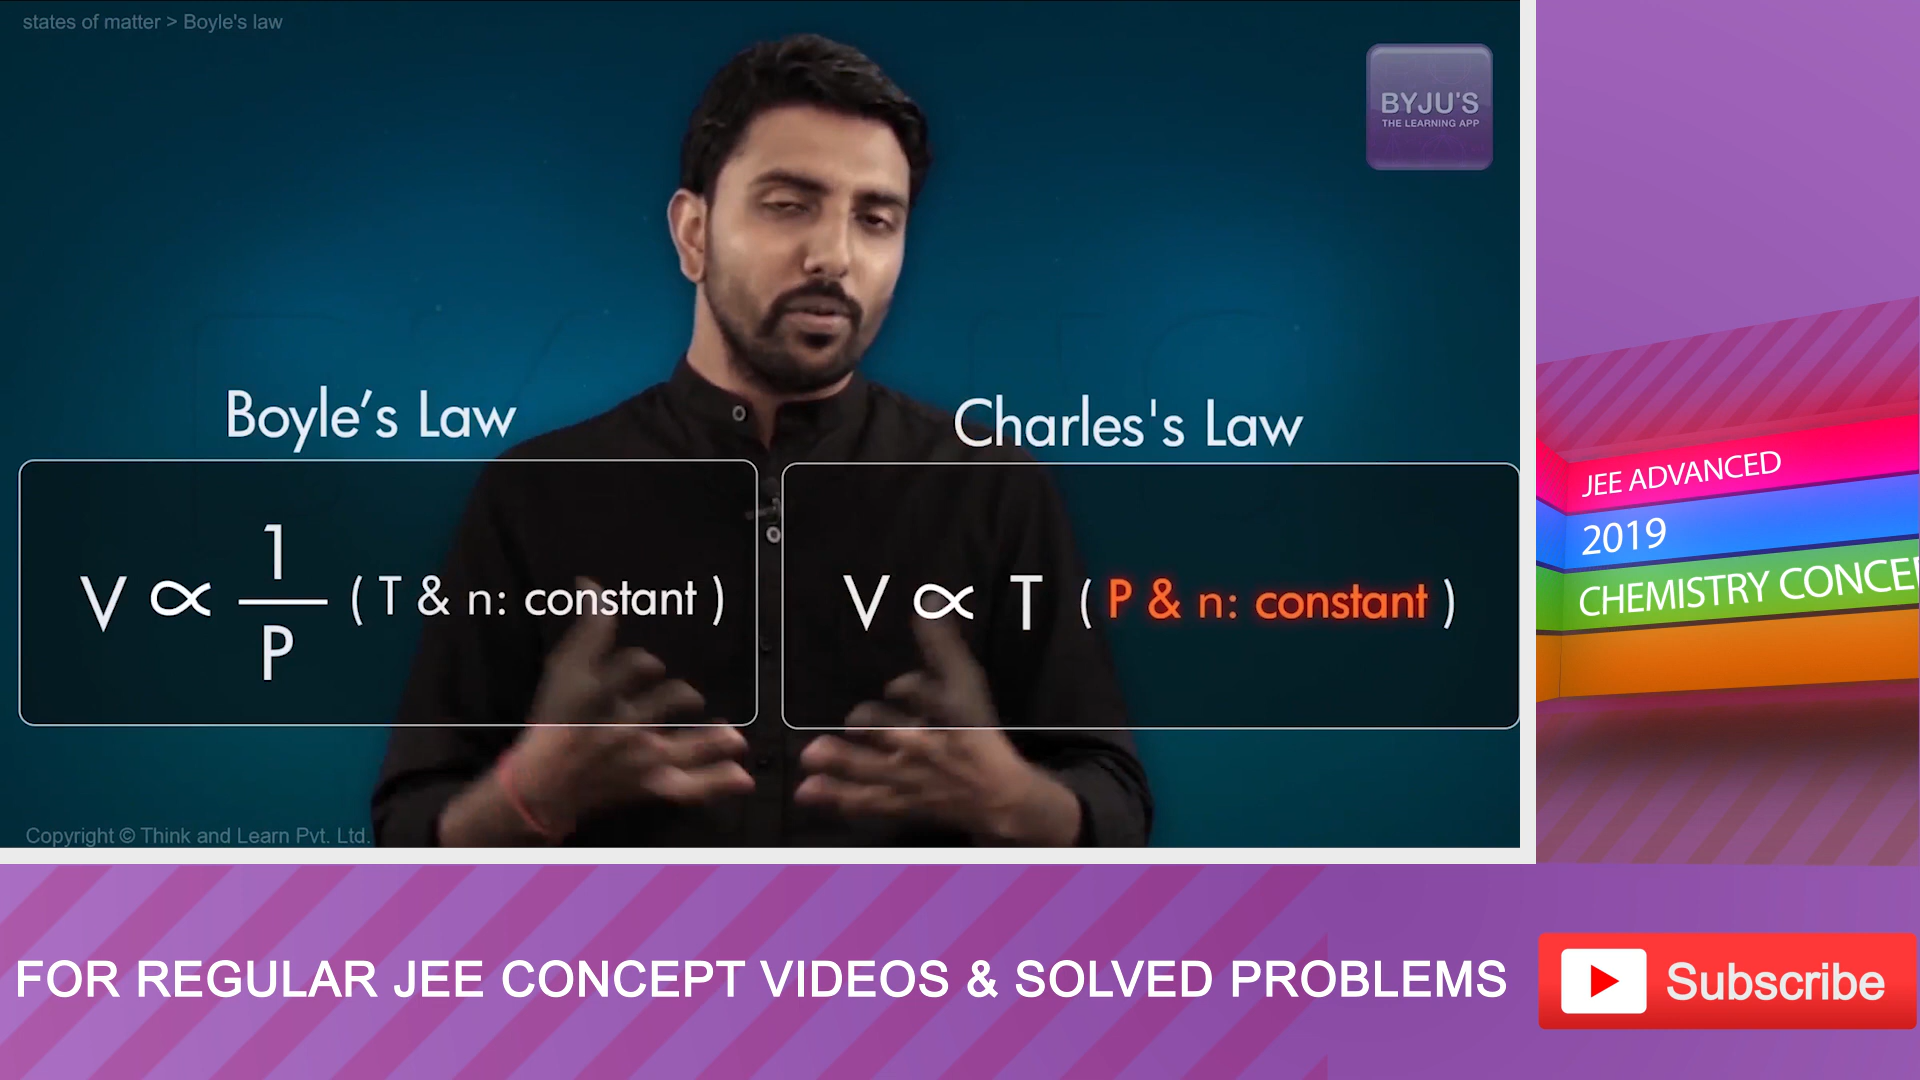 states of matter > Boyle's law
BYJU'S
THE LEARNING APP
Boyle’s Law
V ∝ 1/P ( T & n: constant )
Charles's Law
V ∝ T ( P & n: constant )
Copyright © Think and Learn Pvt. Ltd.
JEE ADVANCED
2019
CHEMISTRY CONCE
FOR REGULAR JEE CONCEPT VIDEOS & SOLVED PROBLEMS
Subscribe